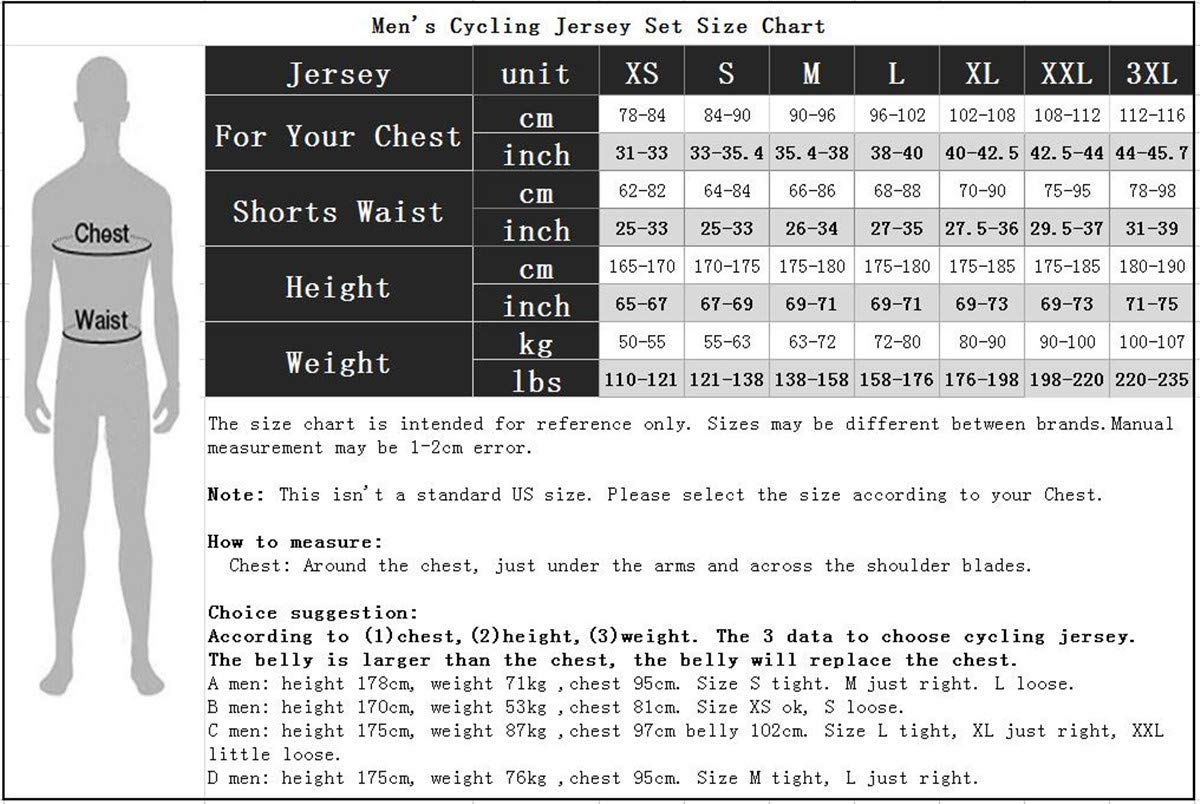 Men's Cycling Jersey Set Size Chart
Jersey unit XS S M L XL XXL 3XL
For Your Chest
cm 78-84 84-90 90-96 96-102 102-108 108-112 112-116
inch 31-33 33-35.4 35.4-38 38-40 40-42.5 42.5-44 44-45.7
Shorts Waist
cm 62-82 64-84 66-86 68-88 70-90 75-95 78-98
inch 25-33 25-33 26-34 27-35 27.5-36 29.5-37 31-39
Height
cm 165-170 170-175 175-180 175-180 175-185 175-185 180-190
inch 65-67 67-69 69-71 69-71 69-73 69-73 71-75
Weight
kg 50-55 55-63 63-72 72-80 80-90 90-100 100-107
lbs 110-121 121-138 138-158 158-176 176-198 198-220 220-235
Chest
Waist
The size chart is intended for reference only. Sizes may be different between brands.Manual
measurement may be 1-2cm error.
Note: This isn't a standard US size. Please select the size according to your Chest.
How to measure:
Chest: Around the chest, just under the arms and across the shoulder blades.
Choice suggestion:
According to (1)chest,(2)height,(3)weight. The 3 data to choose cycling jersey.
The belly is larger than the chest, the belly will replace the chest.
A men: height 178cm, weight 71kg ,chest 95cm. Size S tight. M just right. L loose.
B men: height 170cm, weight 53kg ,chest 81cm. Size XS ok, S loose.
C men: height 175cm, weight 87kg ,chest 97cm belly 102cm. Size L tight, XL just right, XXL
little loose.
D men: height 175cm, weight 76kg ,chest 95cm. Size M tight, L just right.